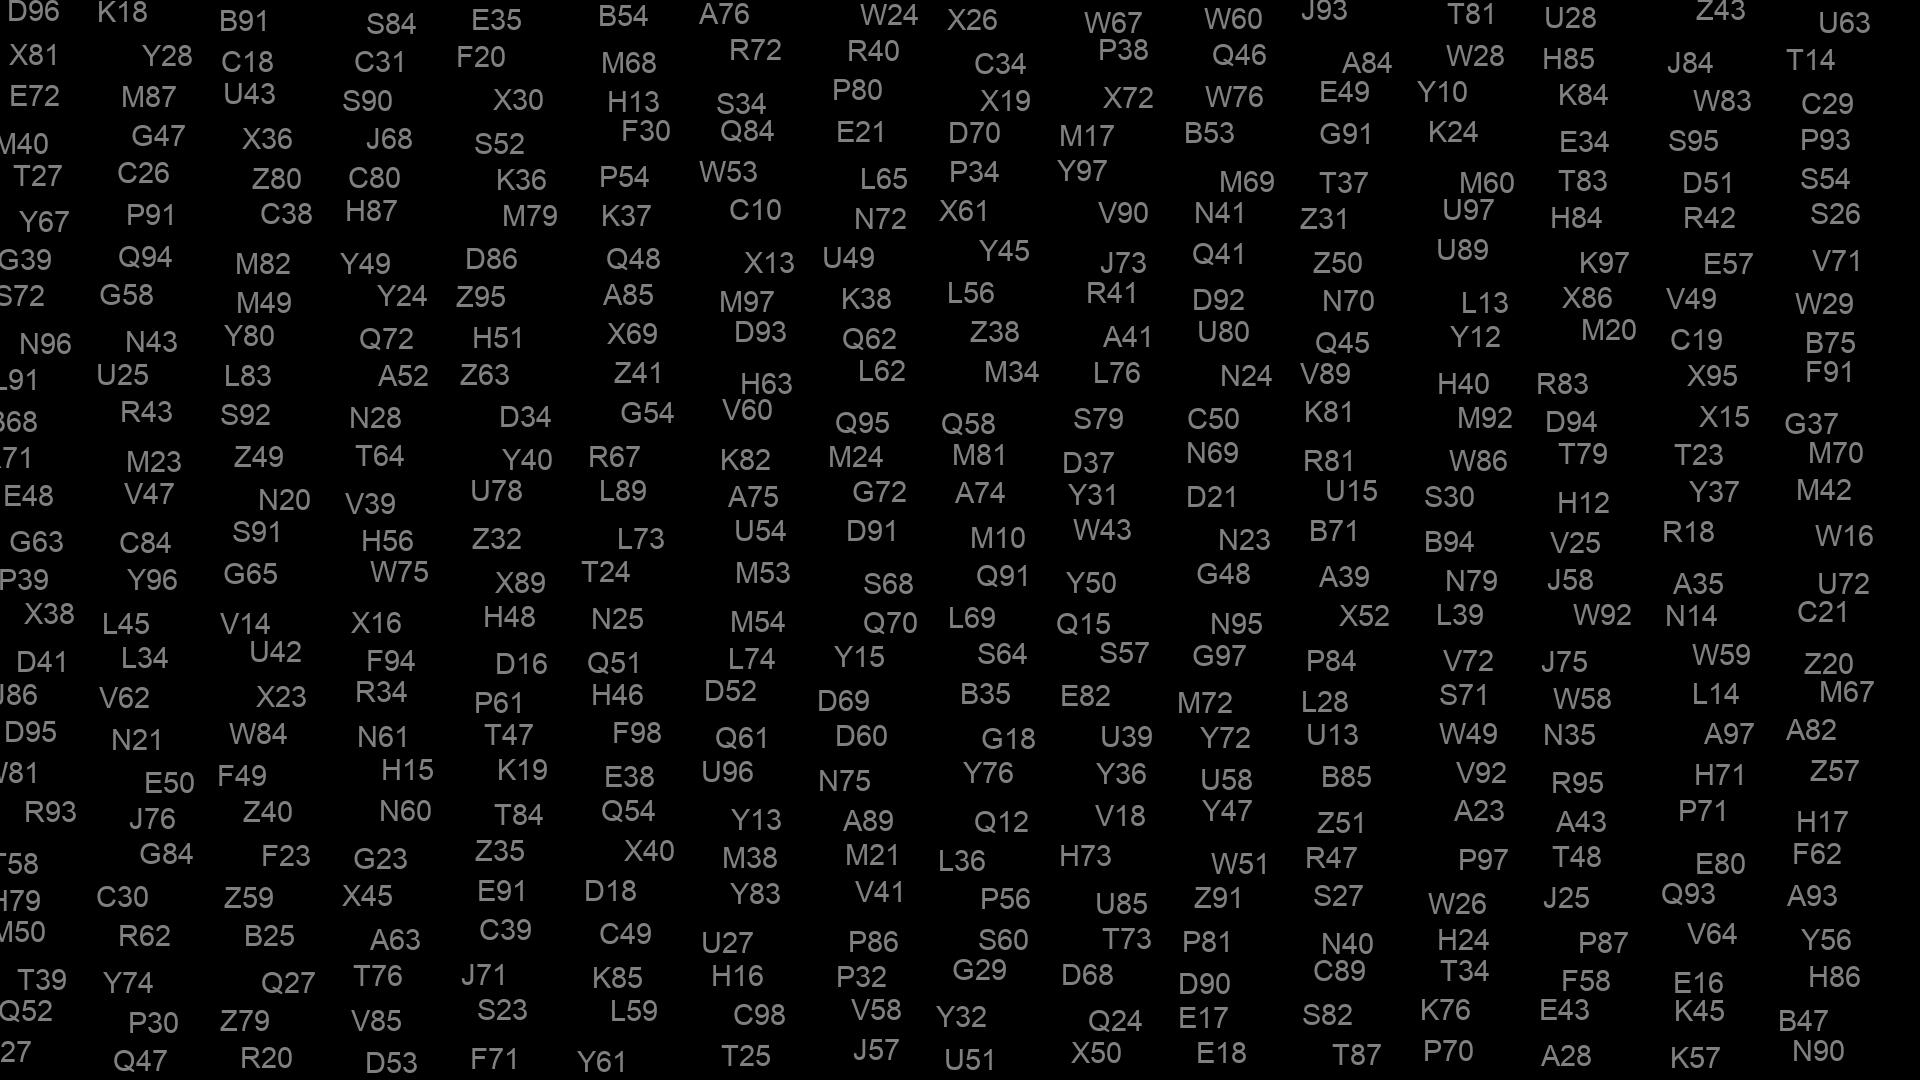 D96 K18 B91 S84 E35 B54 A76 W24 X26 W67 W60 J93 T81 U28 Z43 U63
X81 Y28 C18 C31 F20 M68 R72 R40 C34 P38 Q46 A84 W28 H85 J84 T14
E72 M87 U43 S90 X30 H13 S34 P80 X19 X72 W76 E49 Y10 K84 W83 C29
M40 G47 X36 J68 S52 F30 Q84 E21 D70 M17 B53 G91 K24 E34 S95 P93
T27 C26 Z80 C80 K36 P54 W53 L65 P34 Y97 M69 T37 M60 T83 D51 S54
Y67 P91 C38 H87 M79 K37 C10 N72 X61 V90 N41 Z31 U97 H84 R42 S26
G39 Q94 M82 Y49 D86 Q48 X13 U49 Y45 J73 Q41 Z50 U89 K97 E57 V71
S72 G58 M49 Y24 Z95 A85 M97 K38 L56 R41 D92 N70 L13 X86 V49 W29
N96 N43 Y80 Q72 H51 X69 D93 Q62 Z38 A41 U80 Q45 Y12 M20 C19 B75
L91 U25 L83 A52 Z63 Z41 H63 L62 M34 L76 N24 V89 H40 R83 X95 F91
R43 S92 N28 D34 G54 V60 Q95 Q58 S79 C50 K81 M92 D94 X15 G37
M23 Z49 T64 Y40 R67 K82 M24 M81 D37 N69 R81 W86 T79 T23 M70
E48 V47 N20 V39 U78 L89 A75 G72 A74 Y31 D21 U15 S30 H12 Y37 M42
G63 C84 S91 H56 Z32 L73 U54 D91 M10 W43 N23 B71 B94 V25 R18 W16
P39 Y96 G65 W75 X89 T24 M53 S68 Q91 Y50 G48 A39 N79 J58 A35 U72
X38 L45 V14 X16 H48 N25 M54 Q70 L69 Q15 N95 X52 L39 W92 N14 C21
D41 L34 U42 F94 D16 Q51 L74 Y15 S64 S57 G97 P84 V72 J75 W59 Z20
V62 X23 R34 P61 H46 D52 D69 B35 E82 M72 L28 S71 W58 L14 M67
D95 N21 W84 N61 T47 F98 Q61 D60 G18 U39 Y72 U13 W49 N35 A97 A82
E50 F49 H15 K19 E38 U96 N75 Y76 Y36 U58 B85 V92 R95 H71 Z57
R93 J76 Z40 N60 T84 Q54 Y13 A89 Q12 V18 Y47 Z51 A23 A43 P71 H17
T58 G84 F23 G23 Z35 X40 M38 M21 L36 H73 W51 R47 P97 T48 E80 F62
H79 C30 Z59 X45 E91 D18 Y83 V41 P56 U85 Z91 S27 W26 J25 Q93 A93
M50 R62 B25 A63 C39 C49 U27 P86 S60 T73 P81 N40 H24 P87 V64 Y56
T39 Y74 Q27 T76 J71 K85 H16 P32 G29 D68 D90 C89 T34 F58 E16 H86
Q52 P30 Z79 V85 S23 L59 C98 V58 Y32 Q24 E17 S82 K76 E43 K45 B47
Q47 R20 D53 F71 Y61 T25 J57 U51 X50 E18 T87 P70 A28 K57 N90